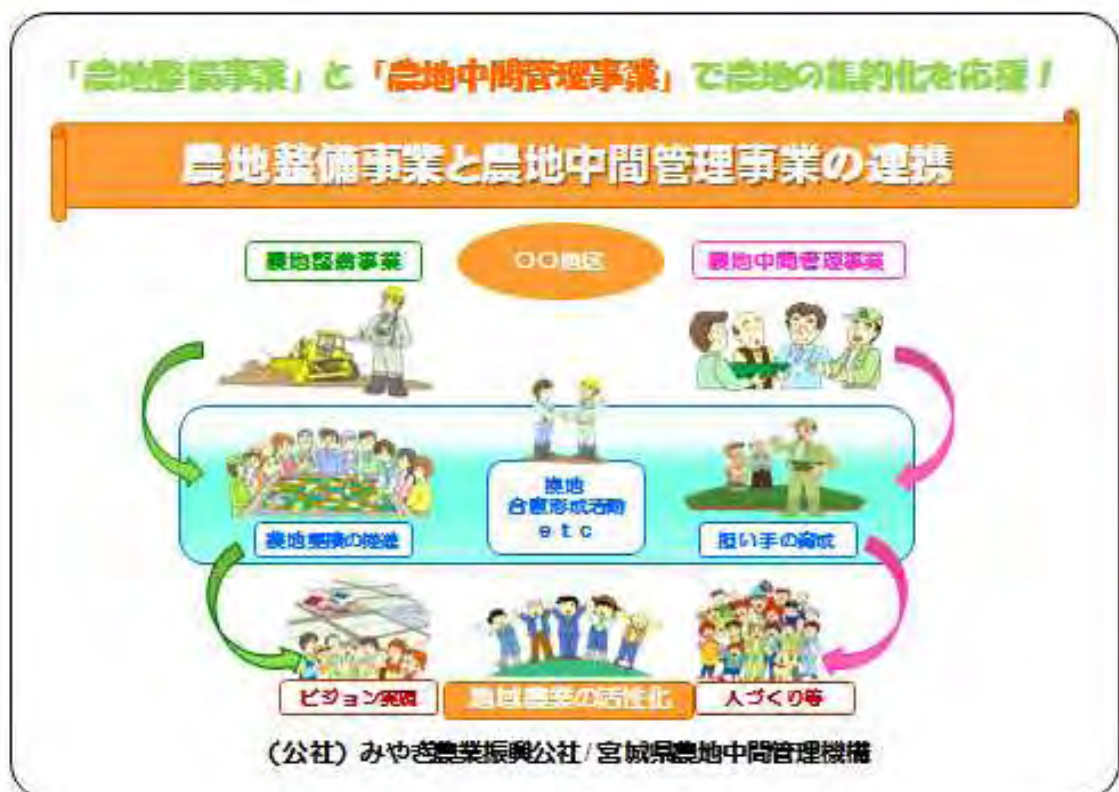 「農地整備事業」と「農地中間管理事業」で農地の集約化を応援！
農地整備事業と農地中間管理事業の連携
農地整備事業
〇〇地区
農地中間管理事業
換地
合意形成活動
ｅｔｃ
農地集積の推進
担い手の育成
ビジョン実現
地域農業の活性化
人づくり等
（公社）みやぎ農業振興公社/宮城県農地中間管理機構